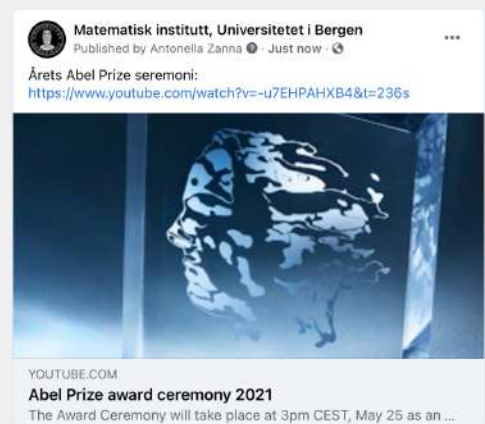 Matematisk institutt, Universitetet i Bergen
Published by Antonella Zanna · Just now ·
Årets Abel Prize seremoni:
https://www.youtube.com/watch?v=-u7EHPAHXB4&t=236s
YOUTUBE.COM
Abel Prize award ceremony 2021
The Award Ceremony will take place at 3pm CEST, May 25 as an ...